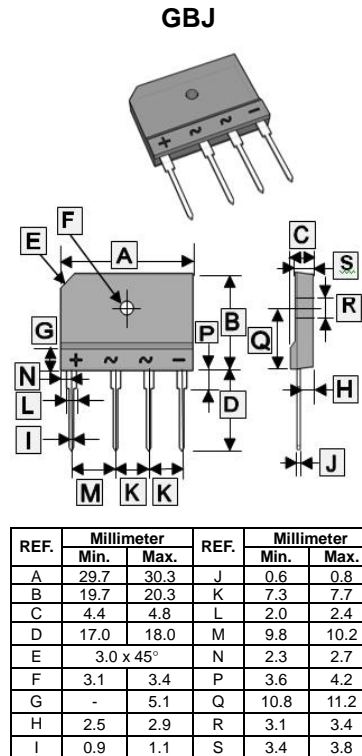 GBJ
+ ~ ~ −
F
E
A
C
S
G
P
B
R
Q
N
+ ~ ~ −
L
D
H
I
M
K
K
J
REF. Millimeter REF. Millimeter
Min. Max. Min. Max.
A 29.7 30.3 J 0.6 0.8
B 19.7 20.3 K 7.3 7.7
C 4.4 4.8 L 2.0 2.4
D 17.0 18.0 M 9.8 10.2
E 3.0 x 45° N 2.3 2.7
F 3.1 3.4 P 3.6 4.2
G - 5.1 Q 10.8 11.2
H 2.5 2.9 R 3.1 3.4
I 0.9 1.1 S 3.4 3.8